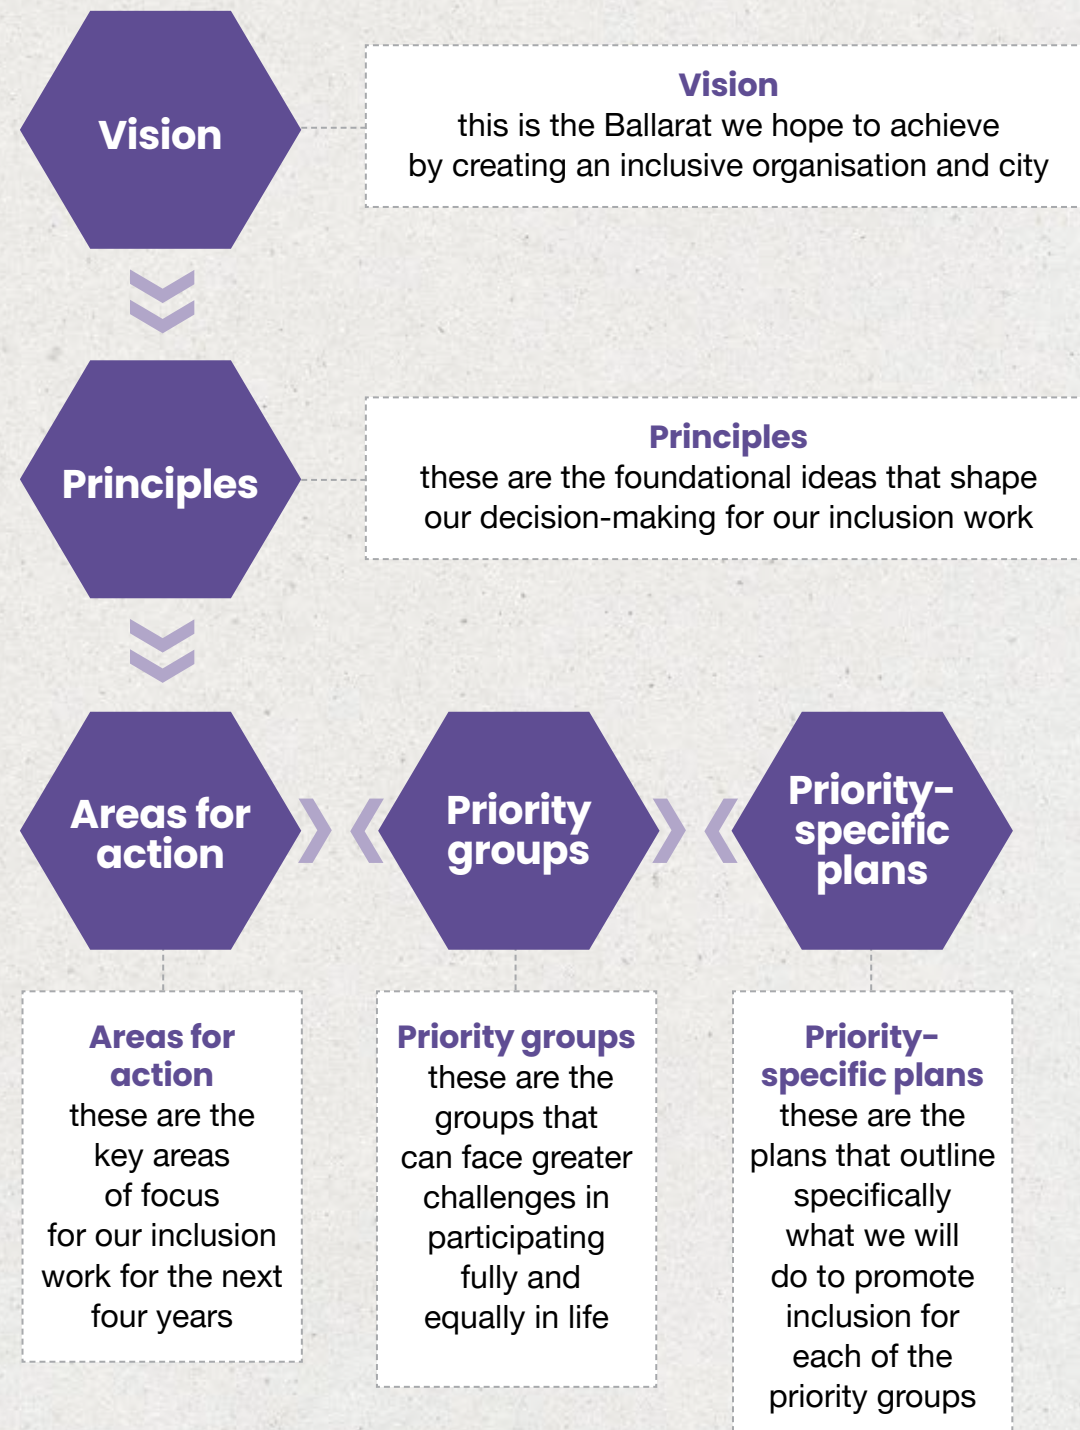 Vision
Vision
this is the Ballarat we hope to achieve
by creating an inclusive organisation and city
Principles
Principles
these are the foundational ideas that shape
our decision-making for our inclusion work
Areas for
action
Priority
groups
Priority-
specific
plans
Areas for
action
these are the
key areas
of focus
for our inclusion
work for the next
four years
Priority groups
these are the
groups that
can face greater
challenges in
participating
fully and
equally in life
Priority-
specific plans
these are the
plans that outline
specifically
what we will
do to promote
inclusion for
each of the
priority groups